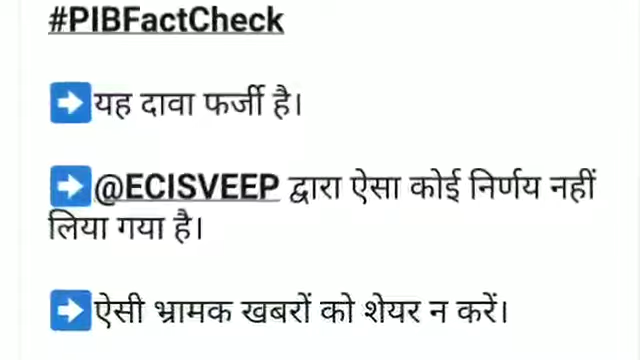 #PIBFactCheck
➡️यह दावा फर्जी है।
➡️@ECISVEEP द्वारा ऐसा कोई निर्णय नहीं
लिया गया है।
➡️ऐसी भ्रामक खबरों को शेयर न करें।